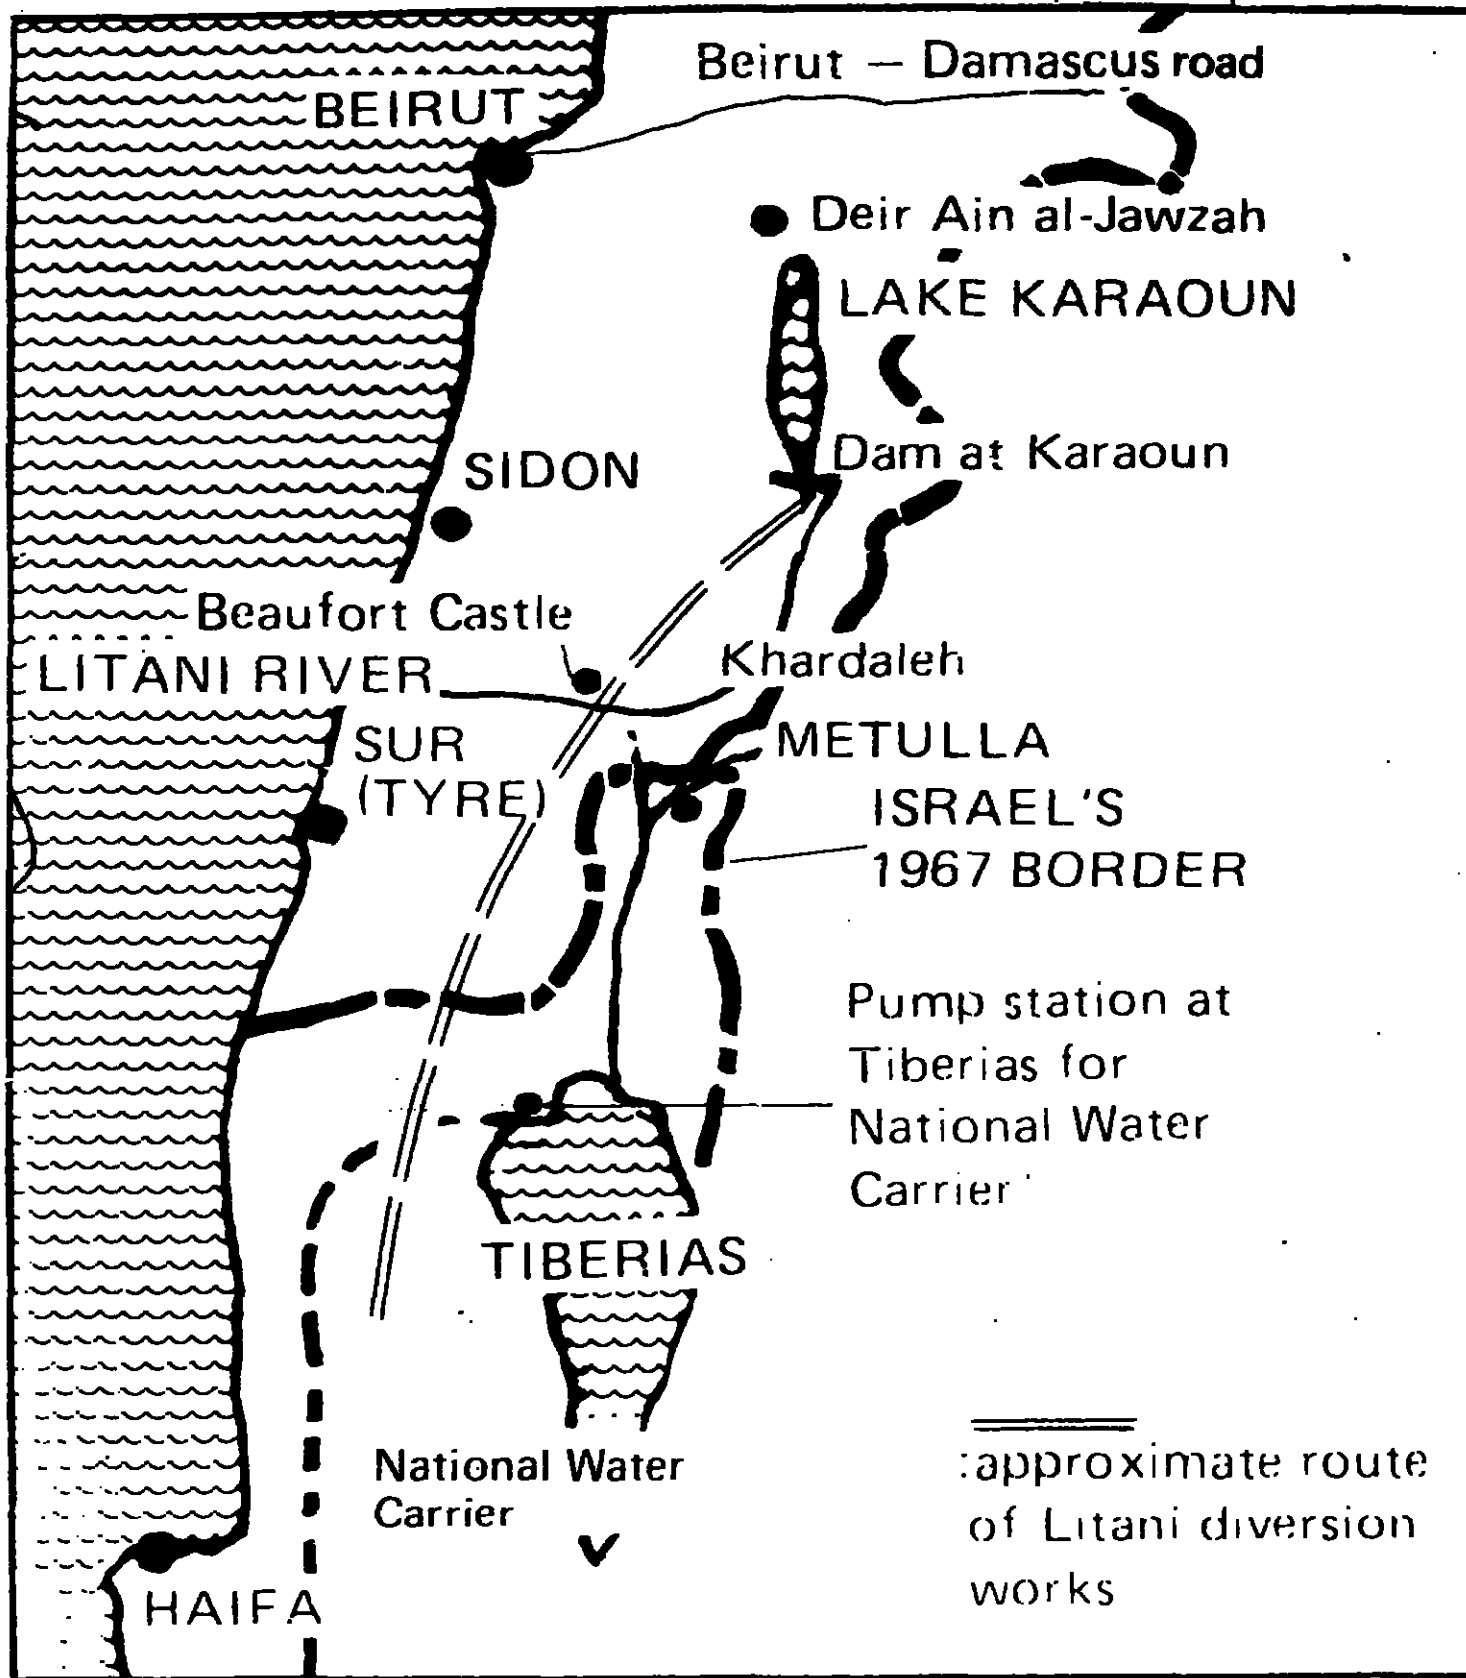 Beirut – Damascus road
BEIRUT
Deir Ain al-Jawzah
LAKE KARAOUN
Dam at Karaoun
SIDON
Beaufort Castle
Khardaleh
LITANI RIVER
METULLA
SUR
(TYRE)
ISRAEL'S
1967 BORDER
Pump station at
Tiberias for
National Water
Carrier
TIBERIAS
National Water
Carrier
:approximate route
of Litani diversion
works
HAIFA